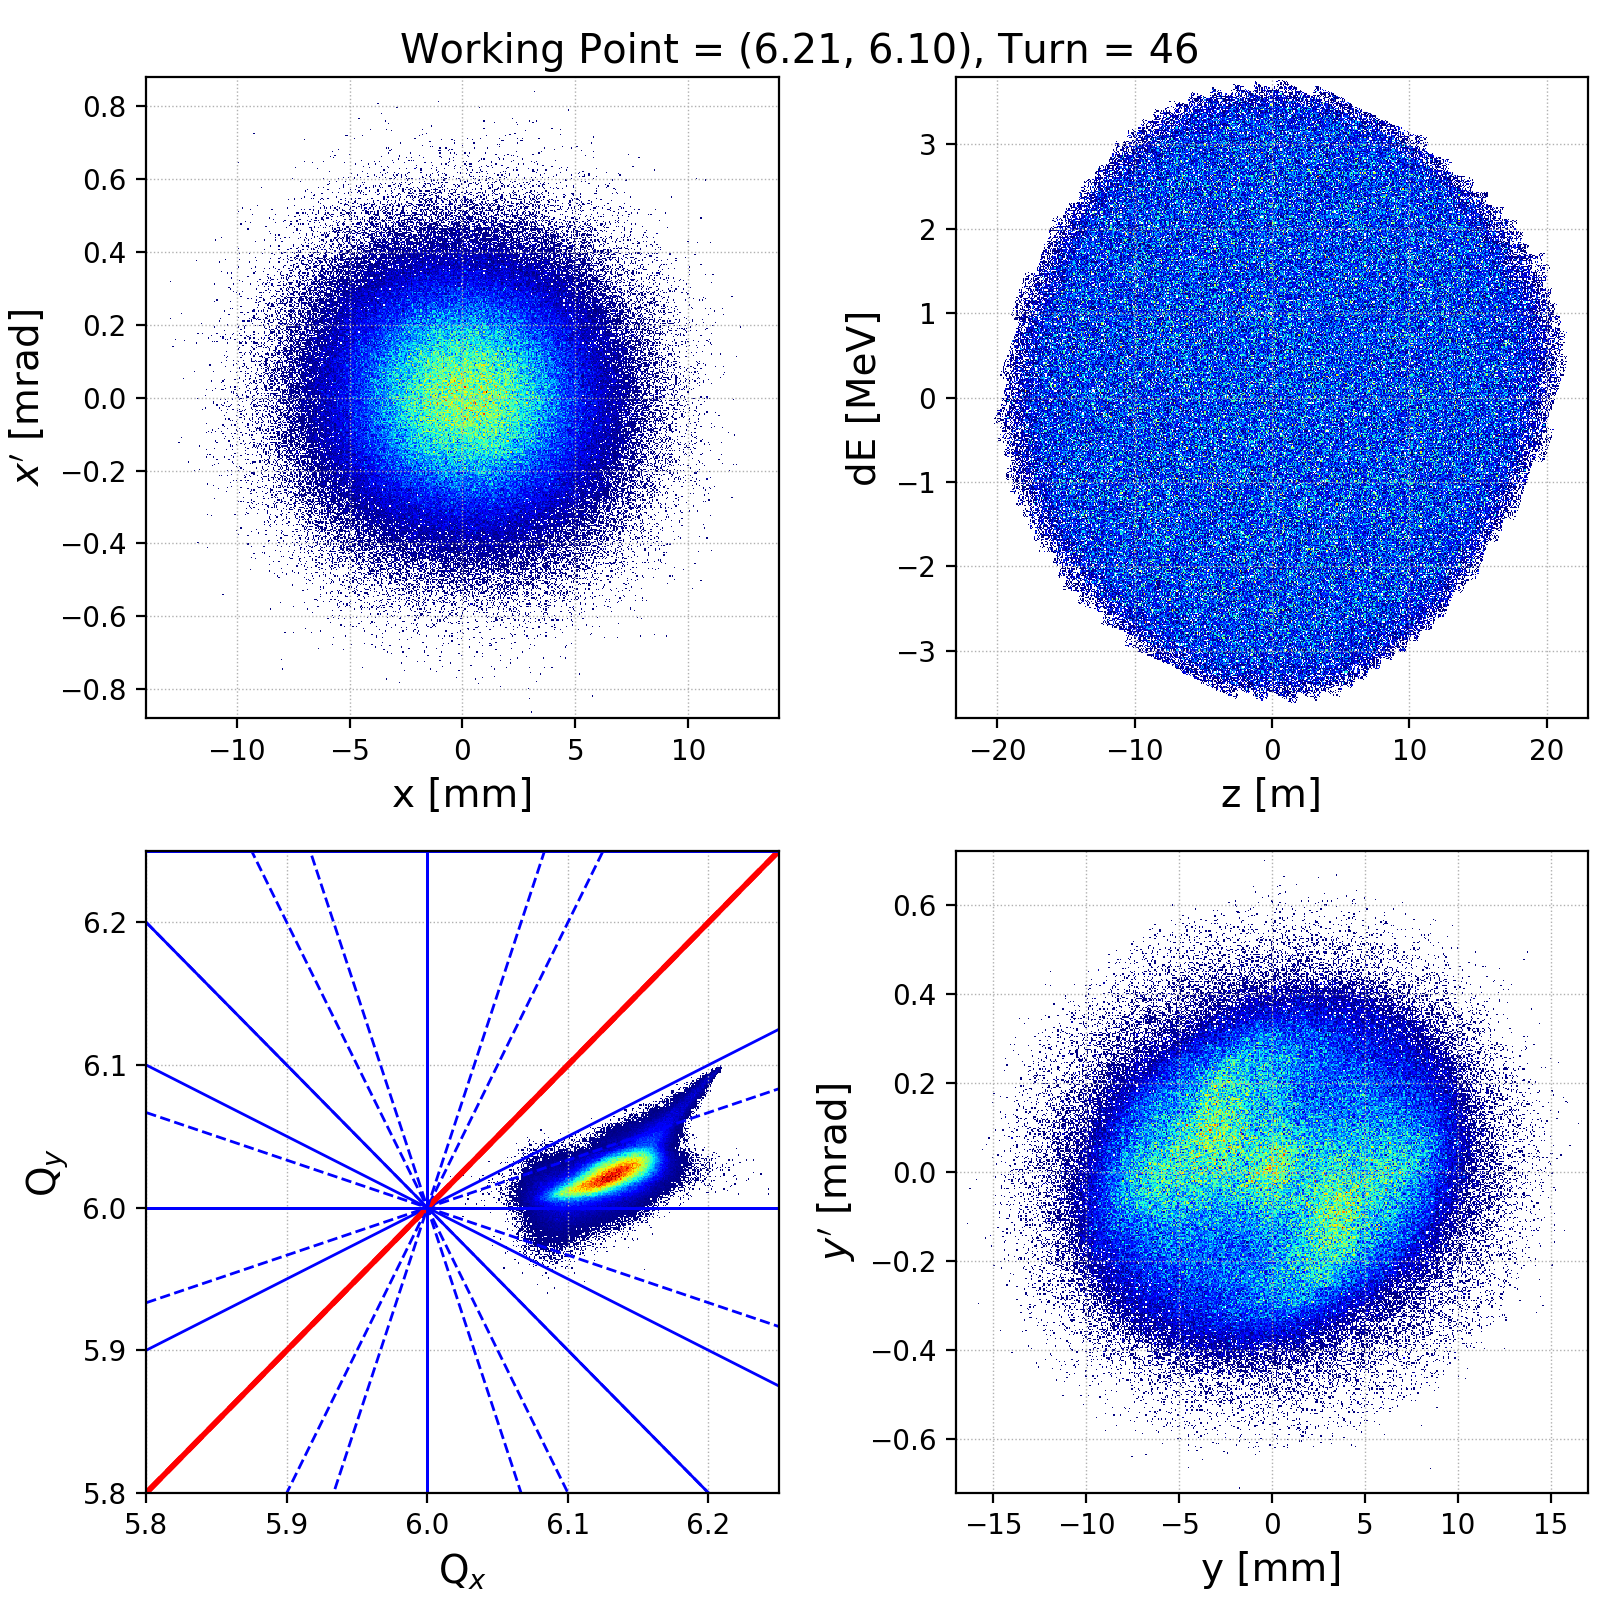 Working Point = (6.21, 6.10), Turn = 46
0.8
0.6
0.4
0.2
0.0
−0.2
−0.4
−0.6
−0.8
x′ [mrad]
−10 −5 0 5 10
x [mm]
3
2
1
0
−1
−2
−3
dE [MeV]
−20 −10 0 10 20
z [m]
6.2
6.1
6.0
5.9
5.8
Qy
5.8 5.9 6.0 6.1 6.2
Qx
0.6
0.4
0.2
0.0
−0.2
−0.4
−0.6
y′ [mrad]
−15 −10 −5 0 5 10 15
y [mm]